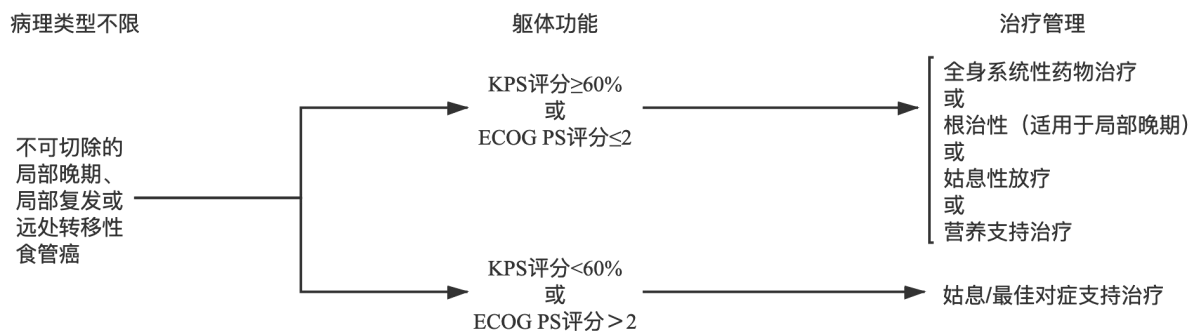 病理类型不限
躯体功能
治疗管理
不可切除的
局部晚期、
局部复发或
远处转移性
食管癌
KPS评分≥60%
或
ECOG PS评分≤2
全身系统性药物治疗
或
根治性（适用于局部晚期）
或
姑息性放疗
或
营养支持治疗
KPS评分<60%
或
ECOG PS评分＞2
姑息/最佳对症支持治疗